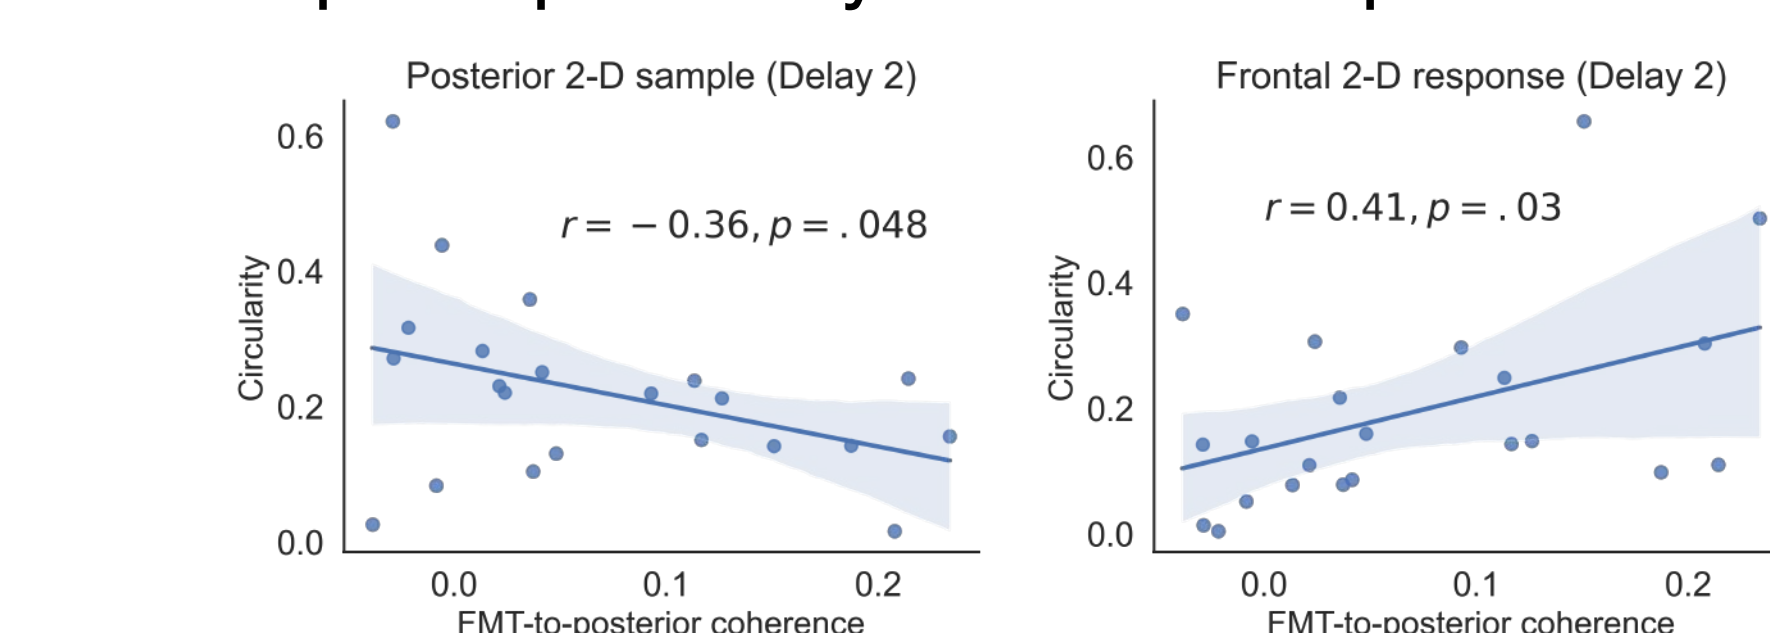 Posterior 2-D sample (Delay 2)
0.6
0.4
0.2
0.0
Circularity
r = − 0.36, p = . 048
0.0 0.1 0.2
FMT-to-posterior coherence
Frontal 2-D response (Delay 2)
0.6
0.4
0.2
0.0
Circularity
r = 0.41, p = . 03
0.0 0.1 0.2
FMT-to-posterior coherence